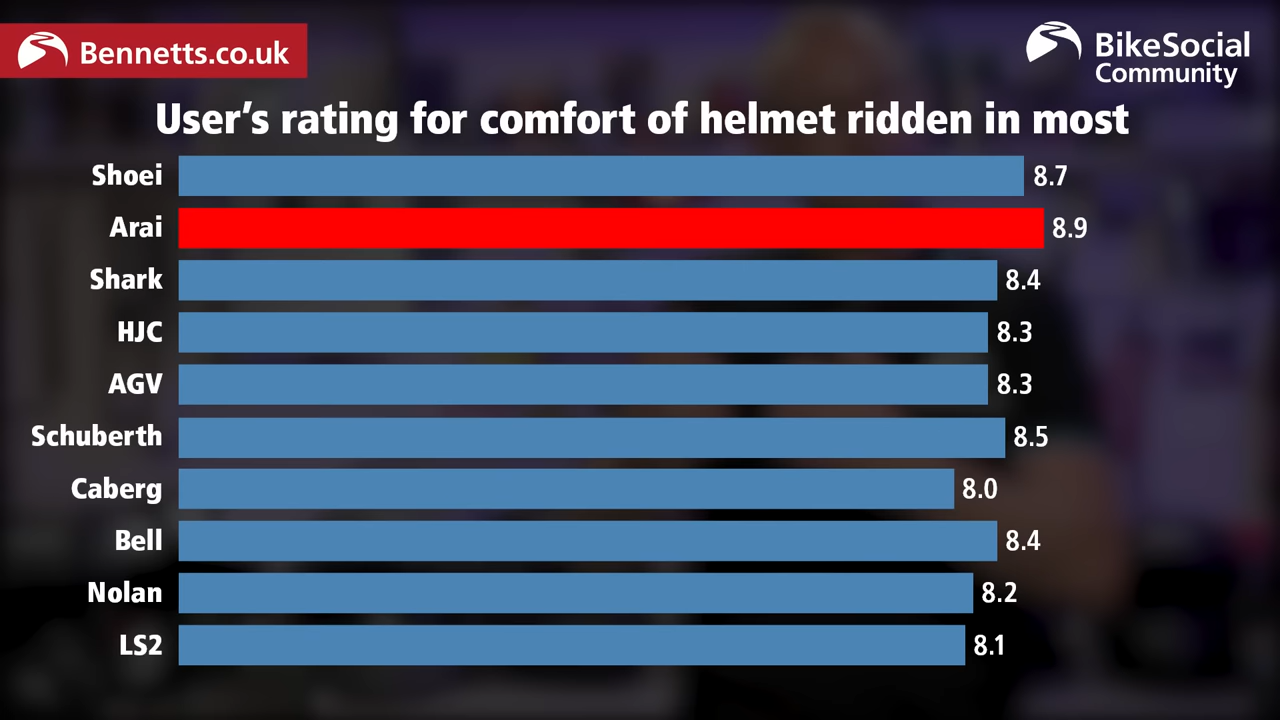 Bennetts.co.uk
BikeSocial
Community
User's rating for comfort of helmet ridden in most
Shoei 8.7
Arai 8.9
Shark 8.4
HJC 8.3
AGV 8.3
Schuberth 8.5
Caberg 8.0
Bell 8.4
Nolan 8.2
LS2 8.1